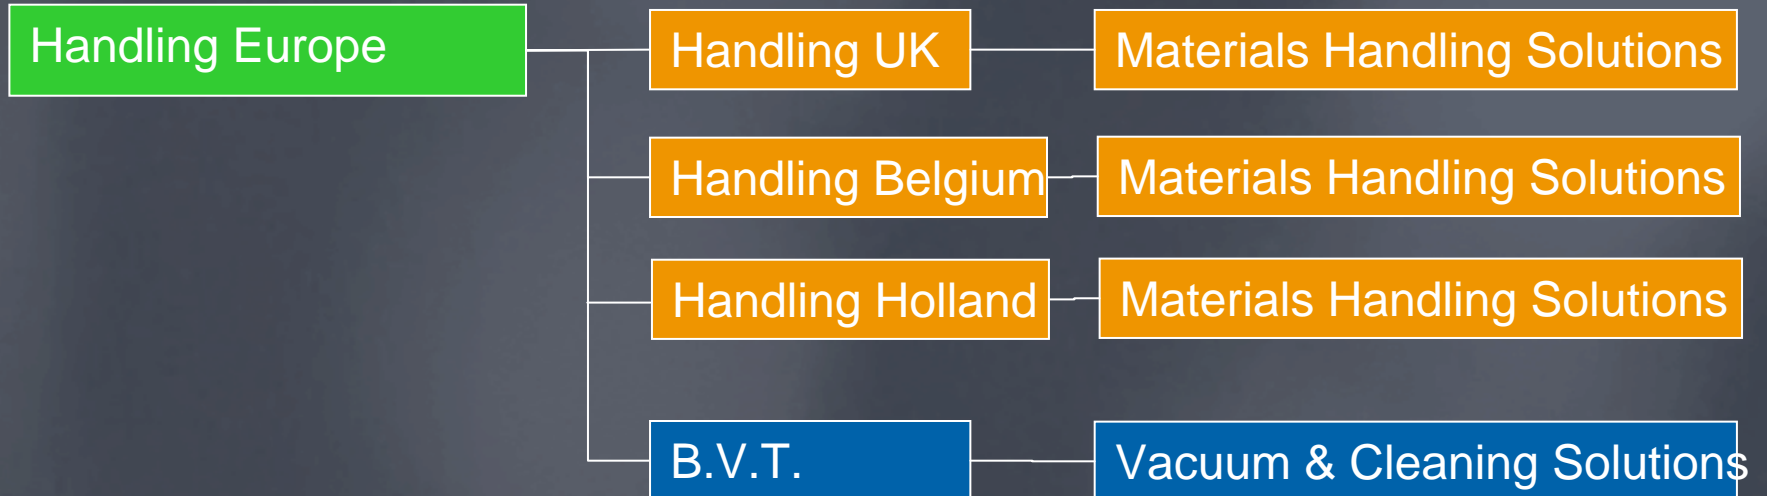 Handling Europe
Handling UK
Materials Handling Solutions
Handling Belgium
Materials Handling Solutions
Handling Holland
Materials Handling Solutions
B.V.T.
Vacuum & Cleaning Solutions